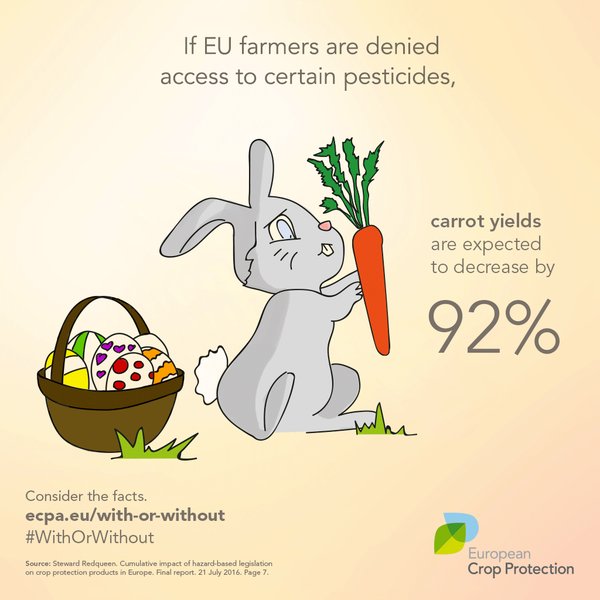 If EU farmers are denied
access to certain pesticides,
carrot yields
are expected
to decrease by
92%
Consider the facts.
ecpa.eu/with-or-without
#WithOrWithout
Source: Steward Redqueen. Cumulative impact of hazard-based legislation
on crop protection products in Europe. Final report. 21 July 2016. Page 7.
European
Crop Protection